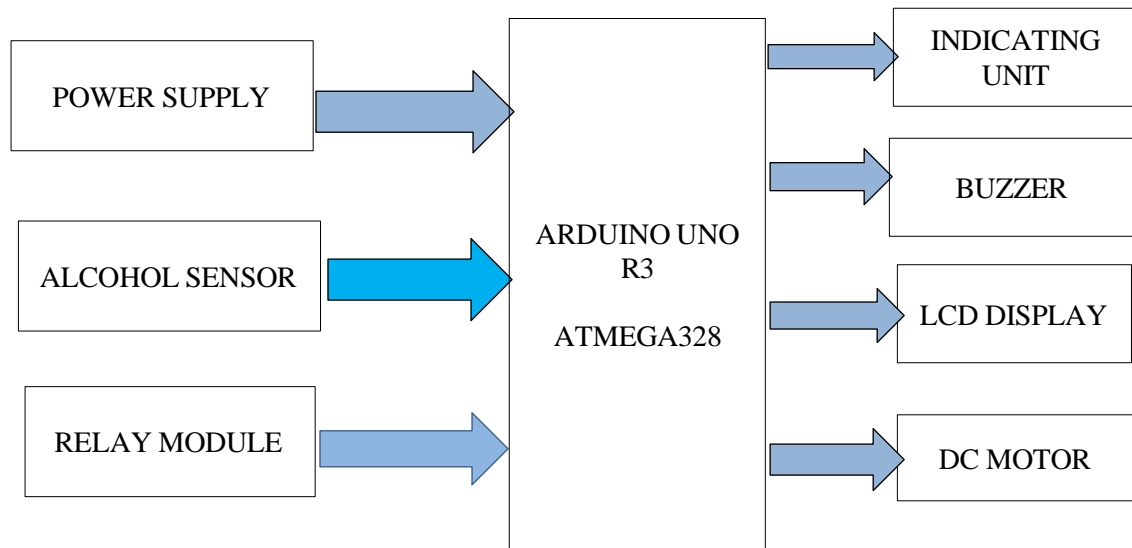 POWER SUPPLY
ALCOHOL SENSOR
RELAY MODULE
ARDUINO UNO
R3
ATMEGA328
INDICATING
UNIT
BUZZER
LCD DISPLAY
DC MOTOR